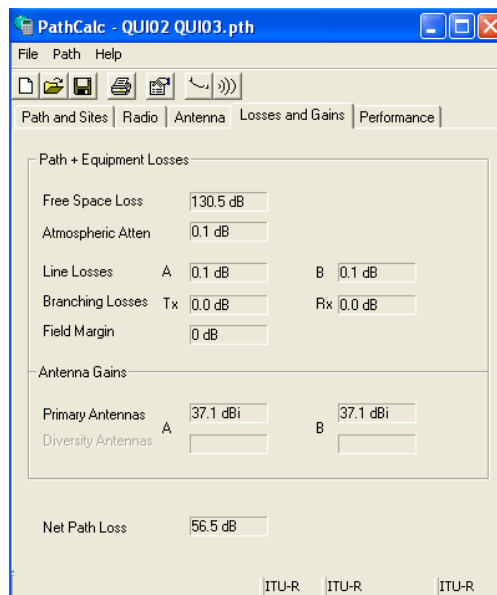 PathCalc - QUI02 QUI03.pth
File Path Help
Path and Sites Radio Antenna Losses and Gains Performance
Path + Equipment Losses
Free Space Loss 130.5 dB
Atmospheric Atten 0.1 dB
Line Losses A 0.1 dB B 0.1 dB
Branching Losses Tx 0.0 dB Rx 0.0 dB
Field Margin 0 dB
Antenna Gains
Primary Antennas A 37.1 dBi B 37.1 dBi
Diversity Antennas
Net Path Loss 56.5 dB
ITU-R ITU-R ITU-R